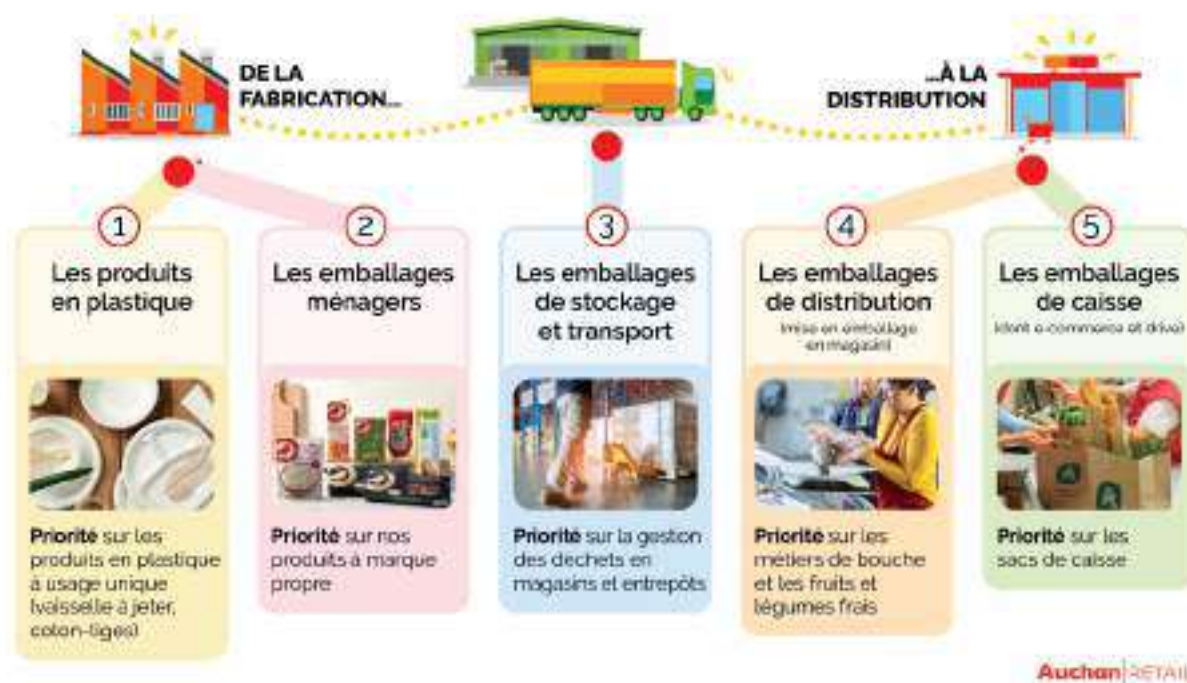 DE LA
FABRICATION...
...À LA
DISTRIBUTION
1
Les produits
en plastique
Priorité sur les
produits en plastique
à usage unique
(vaisselle à jeter,
coton-tiges)
2
Les emballages
ménagers
Priorité sur nos
produits à marque
propre
3
Les emballages
de stockage
et transport
Priorité sur la gestion
des déchets en
magasins et entrepôts
4
Les emballages
de distribution
(mise en emballage
en magasin)
Priorité sur les
métiers de bouche
et les fruits et
légumes frais
5
Les emballages
de caisse
(dont e-commerce et drive)
Priorité sur les
sacs de caisse
Auchan | RETAIL